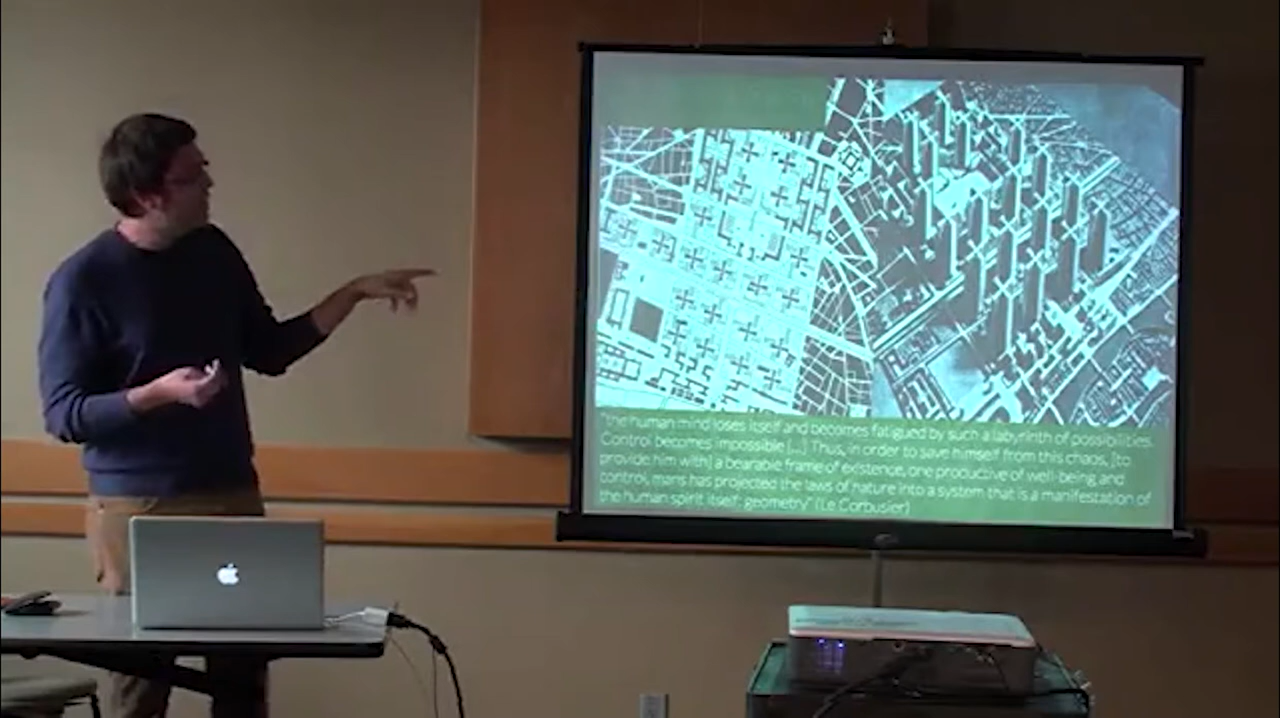 "the human mind loses itself and becomes fatigued by such a labyrinth of possibilities.
Control becomes impossible [...] Thus, in order to save himself from this chaos, [to
provide him with] a bearable frame of existence, one productive of well-being and
control, mans has projected the laws of nature into a system that is a manifestation of
the human spirit itself: geometry" (Le Corbusier)